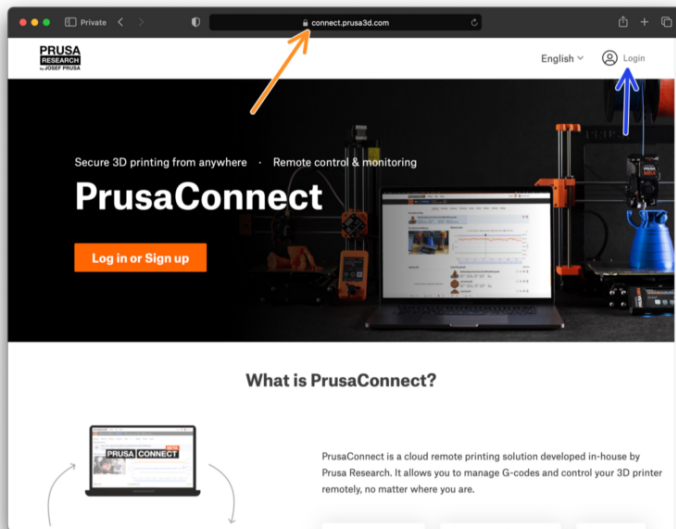 Private
connect.prusa3d.com
PRUSA
RESEARCH
by JOSEF PRUSA
English
Login
Secure 3D printing from anywhere · Remote control & monitoring
PrusaConnect
Log in or Sign up
What is PrusaConnect?
PRUSA CONNECT
PrusaConnect is a cloud remote printing solution developed in-house by
Prusa Research. It allows you to manage G-codes and control your 3D printer
remotely, no matter where you are.